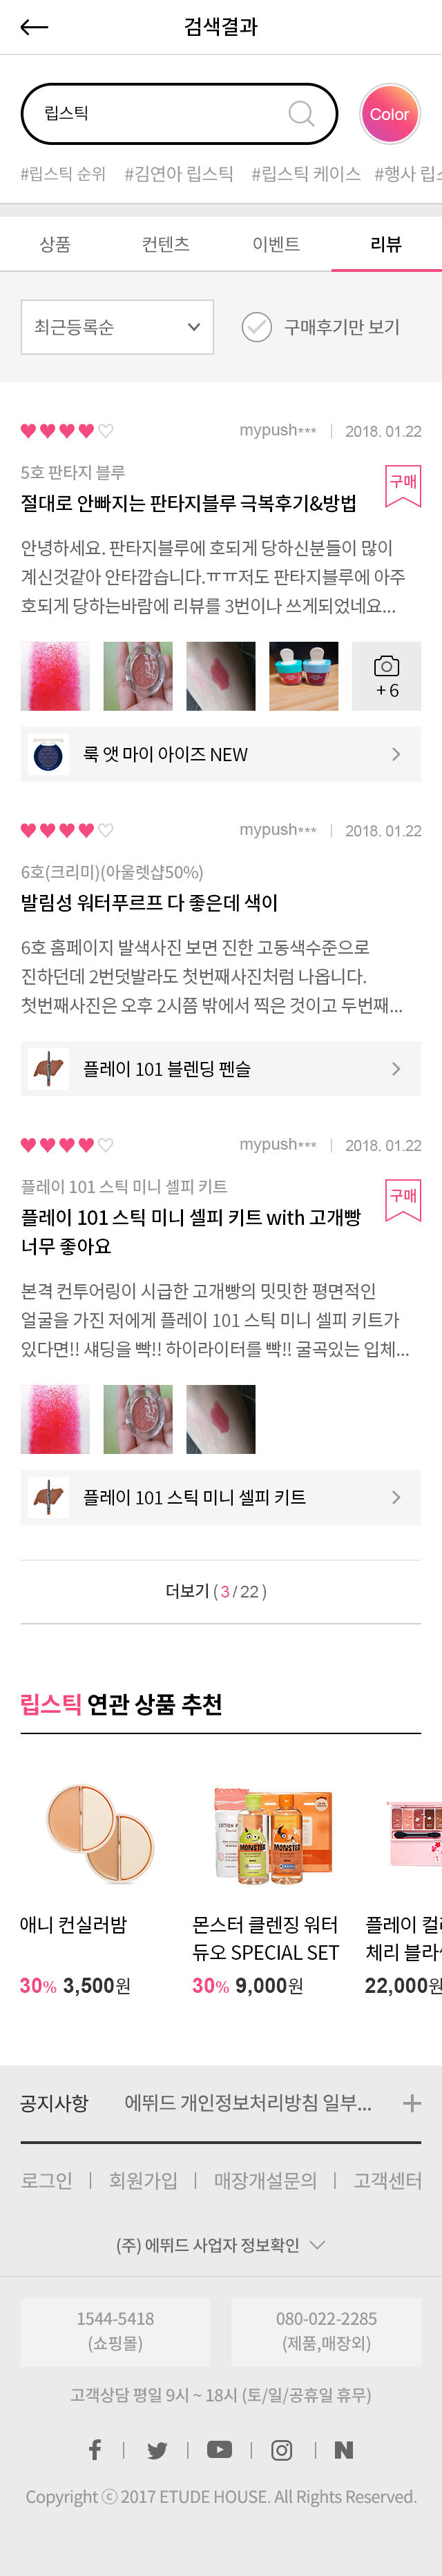 검색결과
립스틱
Color
#립스틱 순위 #김연아 립스틱 #립스틱 케이스 #행사 립스
상품 컨텐츠 이벤트 리뷰
최근등록순
구매후기만 보기
mypush*** | 2018. 01.22
5호 판타지 블루
구매
절대로 안빠지는 판타지블루 극복후기&방법
안녕하세요. 판타지블루에 호되게 당하신분들이 많이
계신것같아 안타깝습니다.ㅠㅠ저도 판타지블루에 아주
호되게 당하는바람에 리뷰를 3번이나 쓰게되었네요...
+ 6
룩 앳 마이 아이즈 NEW
mypush*** | 2018. 01.22
6호(크리미)(아울렛샵50%)
발림성 워터푸르프 다 좋은데 색이
6호 홈페이지 발색사진 보면 진한 고동색수준으로
진하던데 2번덧발라도 첫번째사진처럼 나옵니다.
첫번째사진은 오후 2시쯤 밖에서 찍은 것이고 두번째...
플레이 101 블렌딩 펜슬
mypush*** | 2018. 01.22
플레이 101 스틱 미니 셀피 키트
구매
플레이 101 스틱 미니 셀피 키트 with 고개빵
너무 좋아요
본격 컨투어링이 시급한 고개빵의 밋밋한 평면적인
얼굴을 가진 저에게 플레이 101 스틱 미니 셀피 키트가
있다면!! 섀딩을 빡!! 하이라이터를 빡!! 굴곡있는 입체...
플레이 101 스틱 미니 셀피 키트
더보기 ( 3 / 22 )
립스틱 연관 상품 추천
MONSTER MONSTER
애니 컨실러밤
30% 3,500원
몬스터 클렌징 워터
듀오 SPECIAL SET
30% 9,000원
플레이 컬러
체리 블라썸
22,000원
공지사항 에뛰드 개인정보처리방침 일부...
로그인 | 회원가입 | 매장개설문의 | 고객센터
(주) 에뛰드 사업자 정보확인
1544-5418
(쇼핑몰)
080-022-2285
(제품,매장외)
고객상담 평일 9시 ~ 18시 (토/일/공휴일 휴무)
Copyright ⓒ 2017 ETUDE HOUSE. All Rights Reserved.